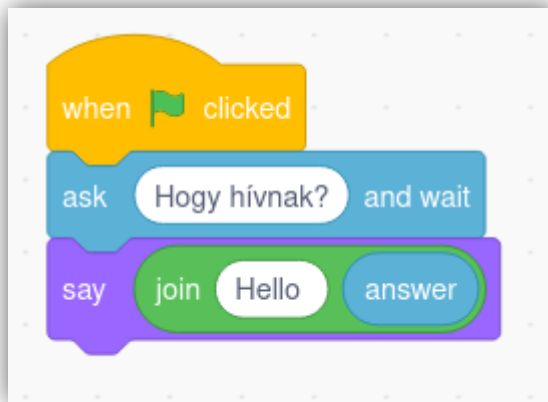 when clicked
ask Hogy hívnak? and wait
say join Hello answer